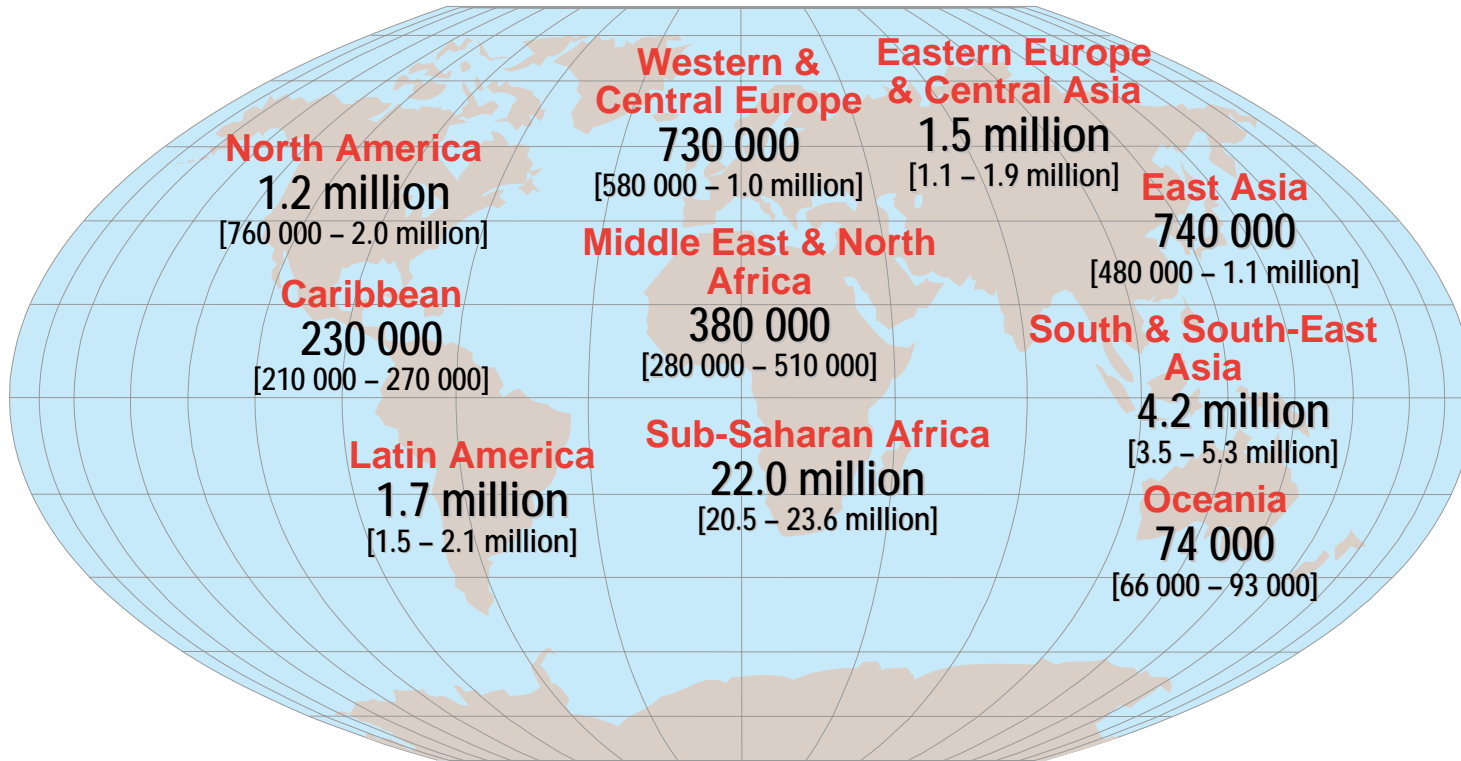 Western &
Central Europe
730 000
[580 000 – 1.0 million]
Eastern Europe
& Central Asia
1.5 million
[1.1 – 1.9 million]
North America
1.2 million
[760 000 – 2.0 million]
East Asia
740 000
[480 000 – 1.1 million]
Middle East & North
Africa
380 000
[280 000 – 510 000]
Caribbean
230 000
[210 000 – 270 000]
South & South-East
Asia
4.2 million
[3.5 – 5.3 million]
Sub-Saharan Africa
22.0 million
[20.5 – 23.6 million]
Latin America
1.7 million
[1.5 – 2.1 million]
Oceania
74 000
[66 000 – 93 000]